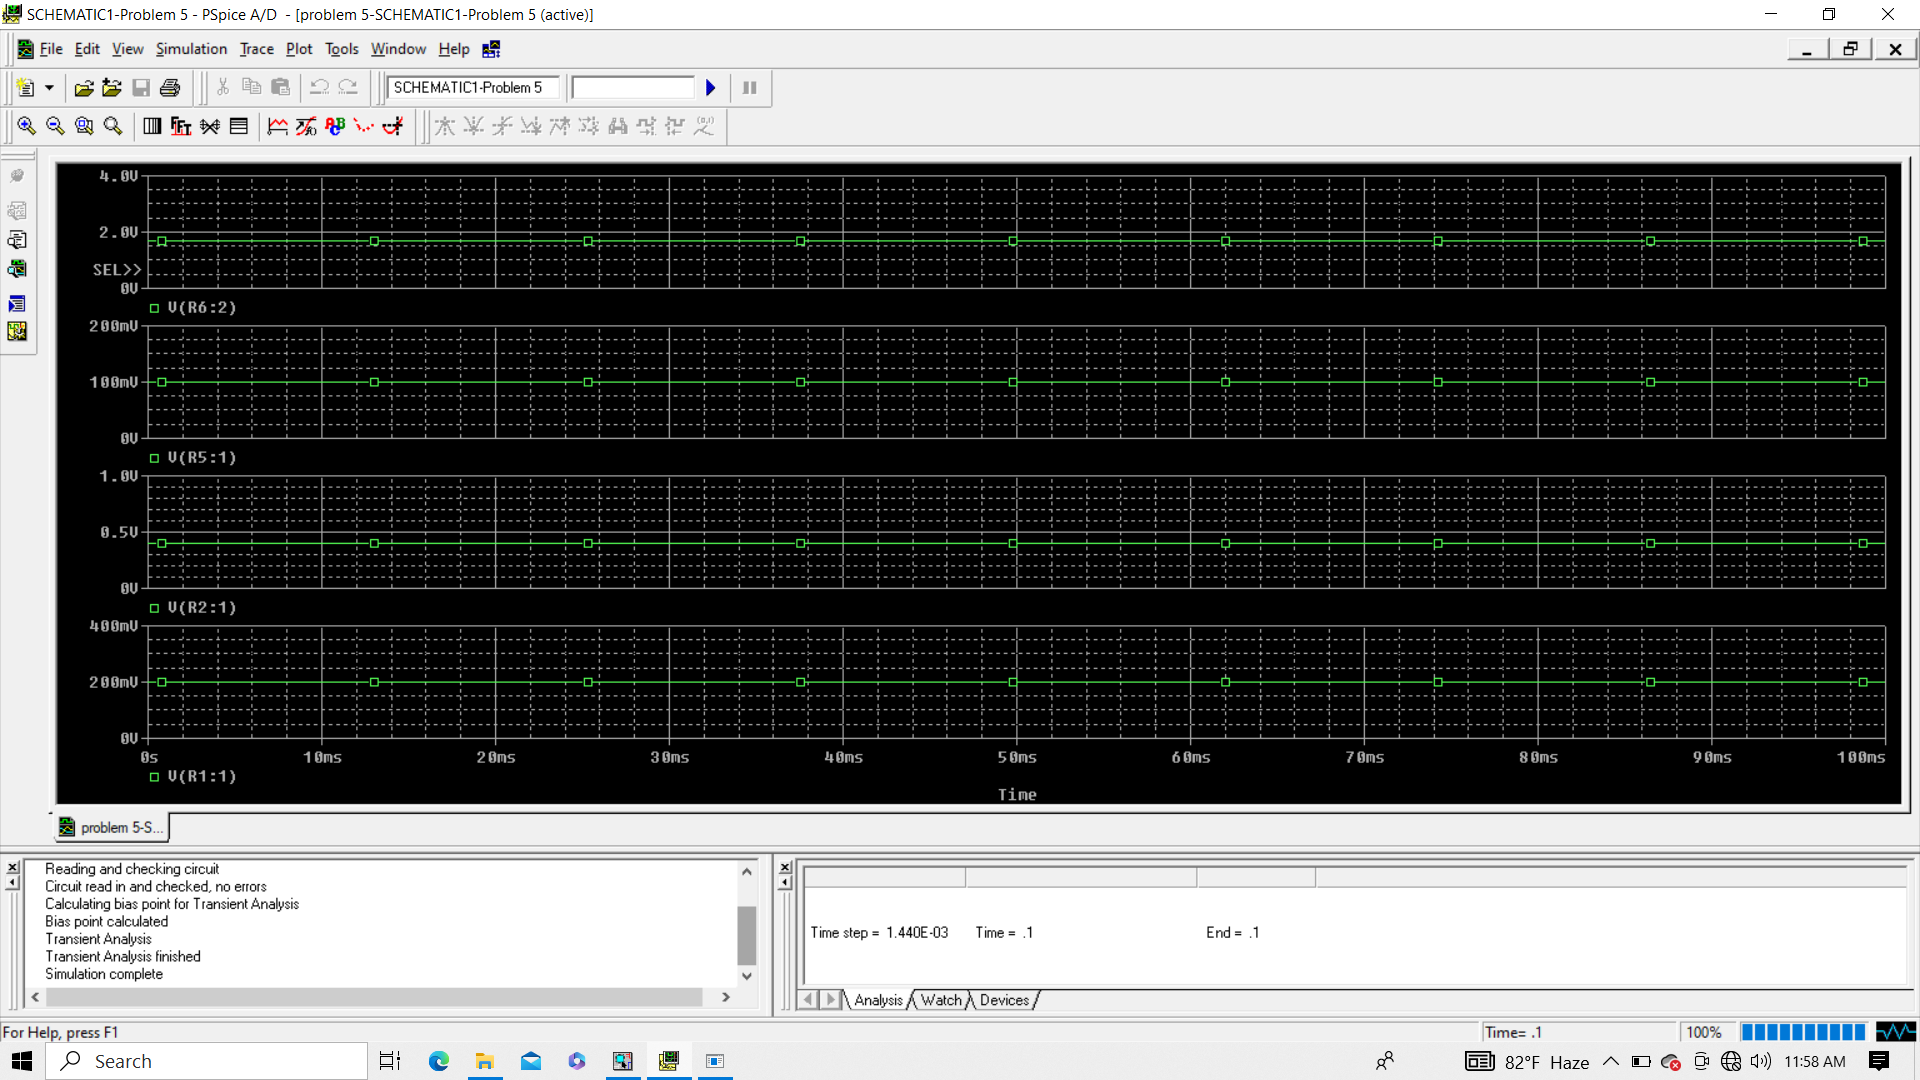 SCHEMATIC1-Problem 5 - PSpice A/D - [problem 5-SCHEMATIC1-Problem 5 (active)]
File Edit View Simulation Trace Plot Tools Window Help
SCHEMATIC1-Problem 5
4.0V
2.0V
SEL>>
0V
V(R6:2)
200mV
100mV
0V
V(R5:1)
1.0V
0.5V
0V
V(R2:1)
400mV
200mV
0V
0s 10ms 20ms 30ms 40ms 50ms 60ms 70ms 80ms 90ms 100ms
V(R1:1)
Time
problem 5-S...
Reading and checking circuit
Circuit read in and checked, no errors
Calculating bias point for Transient Analysis
Bias point calculated
Transient Analysis
Transient Analysis finished
Simulation complete
Time step = 1.440E-03 Time = .1 End = .1
Analysis Watch Devices
For Help, press F1
Time= .1 100%
Search
82°F Haze 11:58 AM